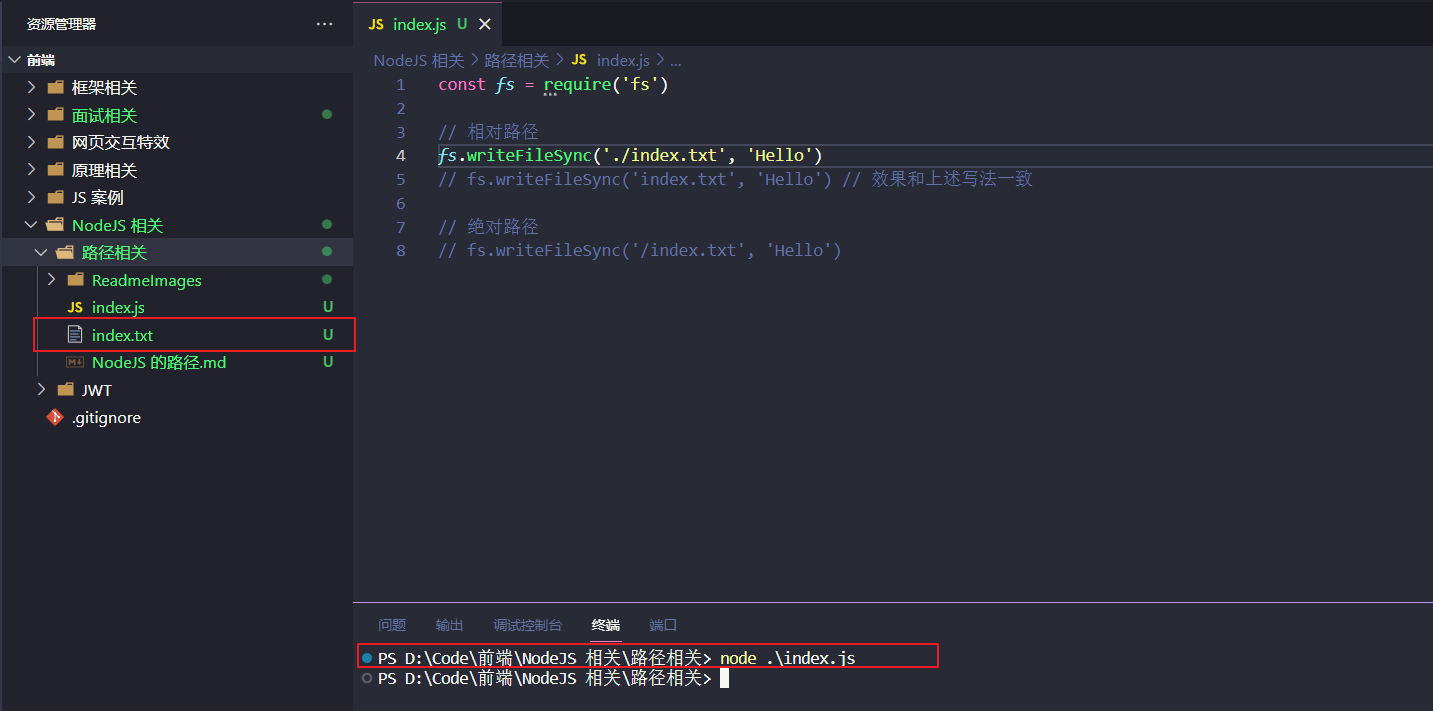 资源管理器 ···
前端
框架相关
面试相关
网页交互特效
原理相关
JS 案例
NodeJS 相关
路径相关
ReadmeImages
JS index.js U
index.txt U
NodeJS 的路径.md U
JWT
.gitignore
JS index.js U
NodeJS 相关 > 路径相关 > JS index.js > ...
1 const fs = require('fs')
2
3 // 相对路径
4 fs.writeFileSync('./index.txt', 'Hello')
5 // fs.writeFileSync('index.txt', 'Hello') // 效果和上述写法一致
6
7 // 绝对路径
8 // fs.writeFileSync('/index.txt', 'Hello')
问题 输出 调试控制台 终端 端口
PS D:\Code\前端\NodeJS 相关\路径相关> node .\index.js
PS D:\Code\前端\NodeJS 相关\路径相关>